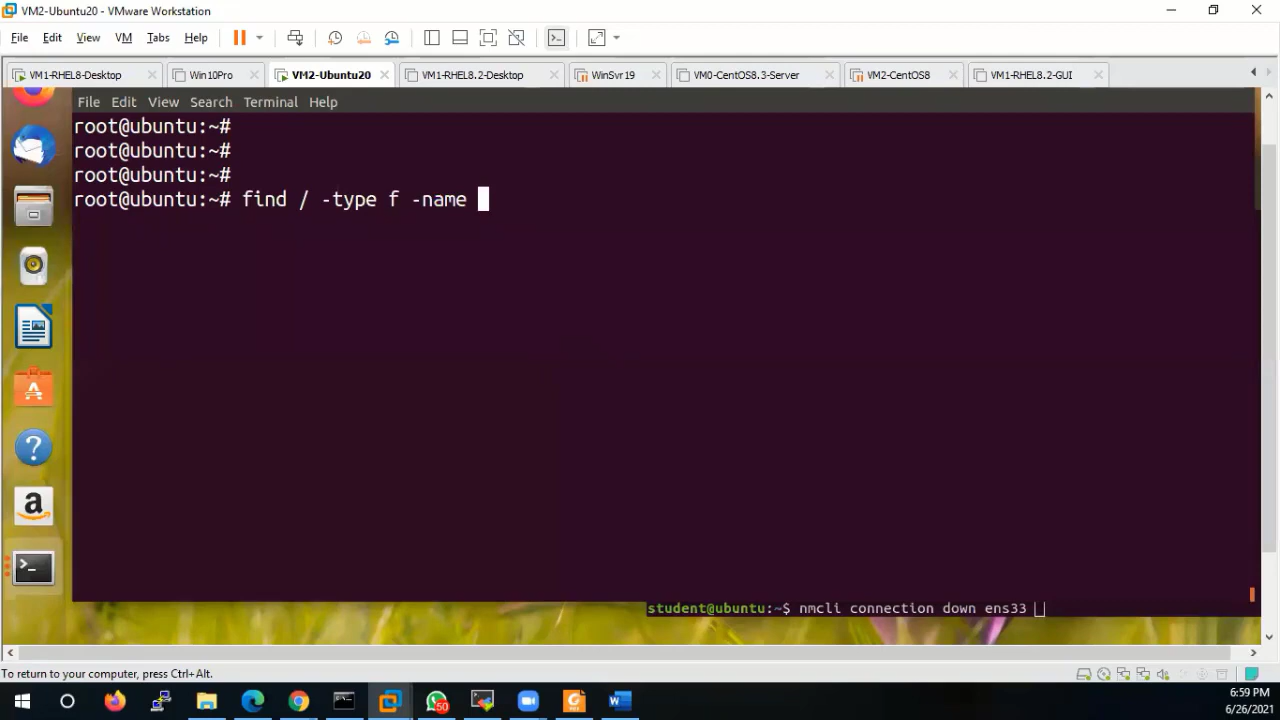 VM2-Ubuntu20 - VMware Workstation
File Edit View VM Tabs Help
VM1-RHEL8-Desktop Win10Pro VM2-Ubuntu20 VM1-RHEL8.2-Desktop WinSvr19 VM0-CentOS8.3-Server VM2-CentOS8 VM1-RHEL8.2-GUI
File Edit View Search Terminal Help
root@ubuntu:~#
root@ubuntu:~#
root@ubuntu:~#
root@ubuntu:~# find / -type f -name
student@ubuntu:~$ nmcli connection down ens33
To return to your computer, press Ctrl+Alt.
50
6:59 PM
6/26/2021